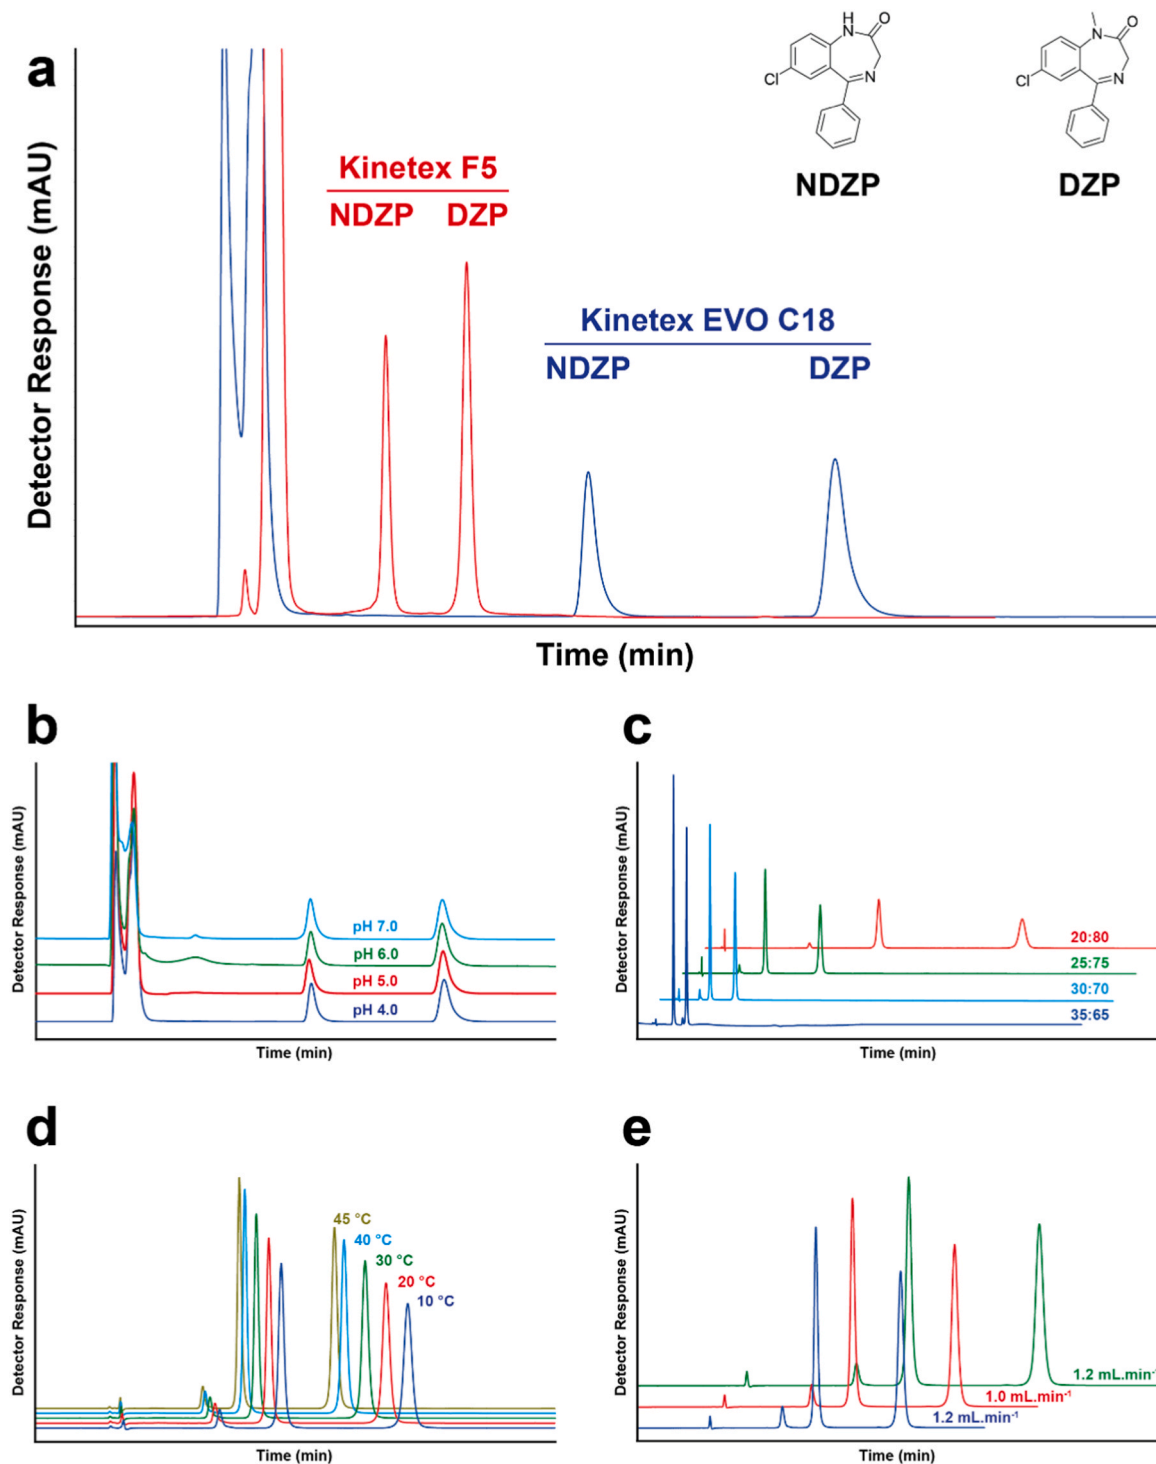 a
Detector Response (mAU)
Time (min)
Kinetex F5
NDZP DZP
Kinetex EVO C18
NDZP DZP
H
N
O
N
Cl
NDZP
N
O
N
Cl
DZP
b
Detector Response (mAU)
pH 7.0
pH 6.0
pH 5.0
pH 4.0
Time (min)
c
Detector Response (mAU)
20:80
25:75
30:70
35:65
Time (min)
d
Detector Response (mAU)
45 °C
40 °C
30 °C
20 °C
10 °C
Time (min)
e
Detector Response (mAU)
1.2 mL.min⁻¹
1.0 mL.min⁻¹
1.2 mL.min⁻¹
Time (min)